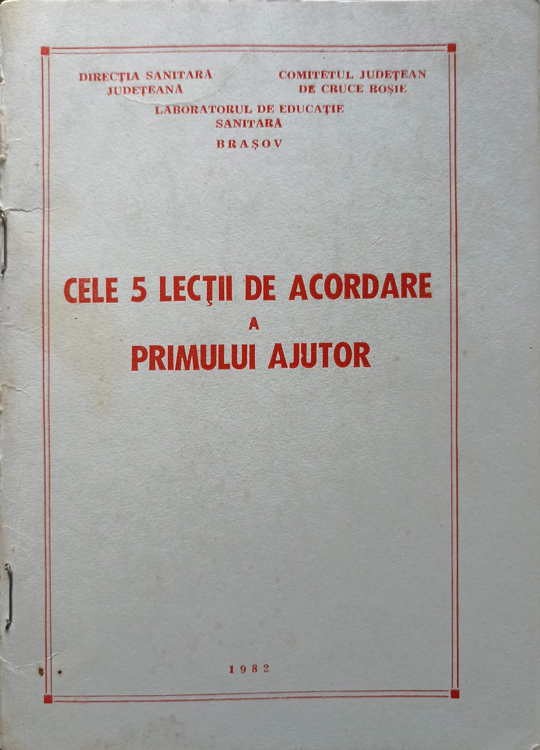 DIRECȚIA SANITARĂ
JUDEȚEANĂ
COMITETUL JUDEȚEAN
DE CRUCE ROȘIE
LABORATORUL DE EDUCAȚIE
SANITARĂ
BRAȘOV
CELE 5 LECȚII DE ACORDARE
A
PRIMULUI AJUTOR
1982